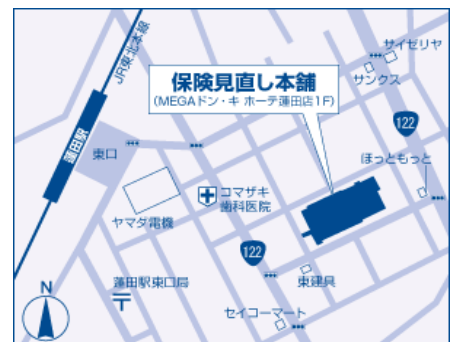 JR東北本線
サイゼリヤ
サンクス
保険見直し本舗
(MEGAドン・キ ホーテ蓮田店1F)
122
蓮田駅
東口
ほっともっと
コマザキ
歯科医院
ヤマダ電機
122
蓮田駅東口局
東建具
N
セイコーマート